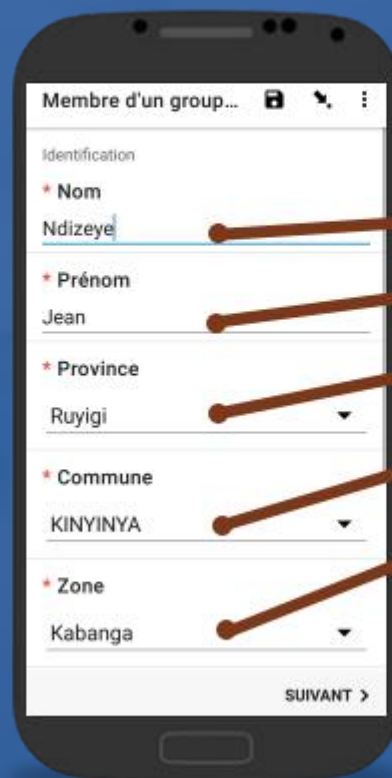 Membre d'un group...
Identification
* Nom
Ndizeye
* Prénom
Jean
* Province
Ruyigi
* Commune
KINYINYA
* Zone
Kabanga
SUIVANT >